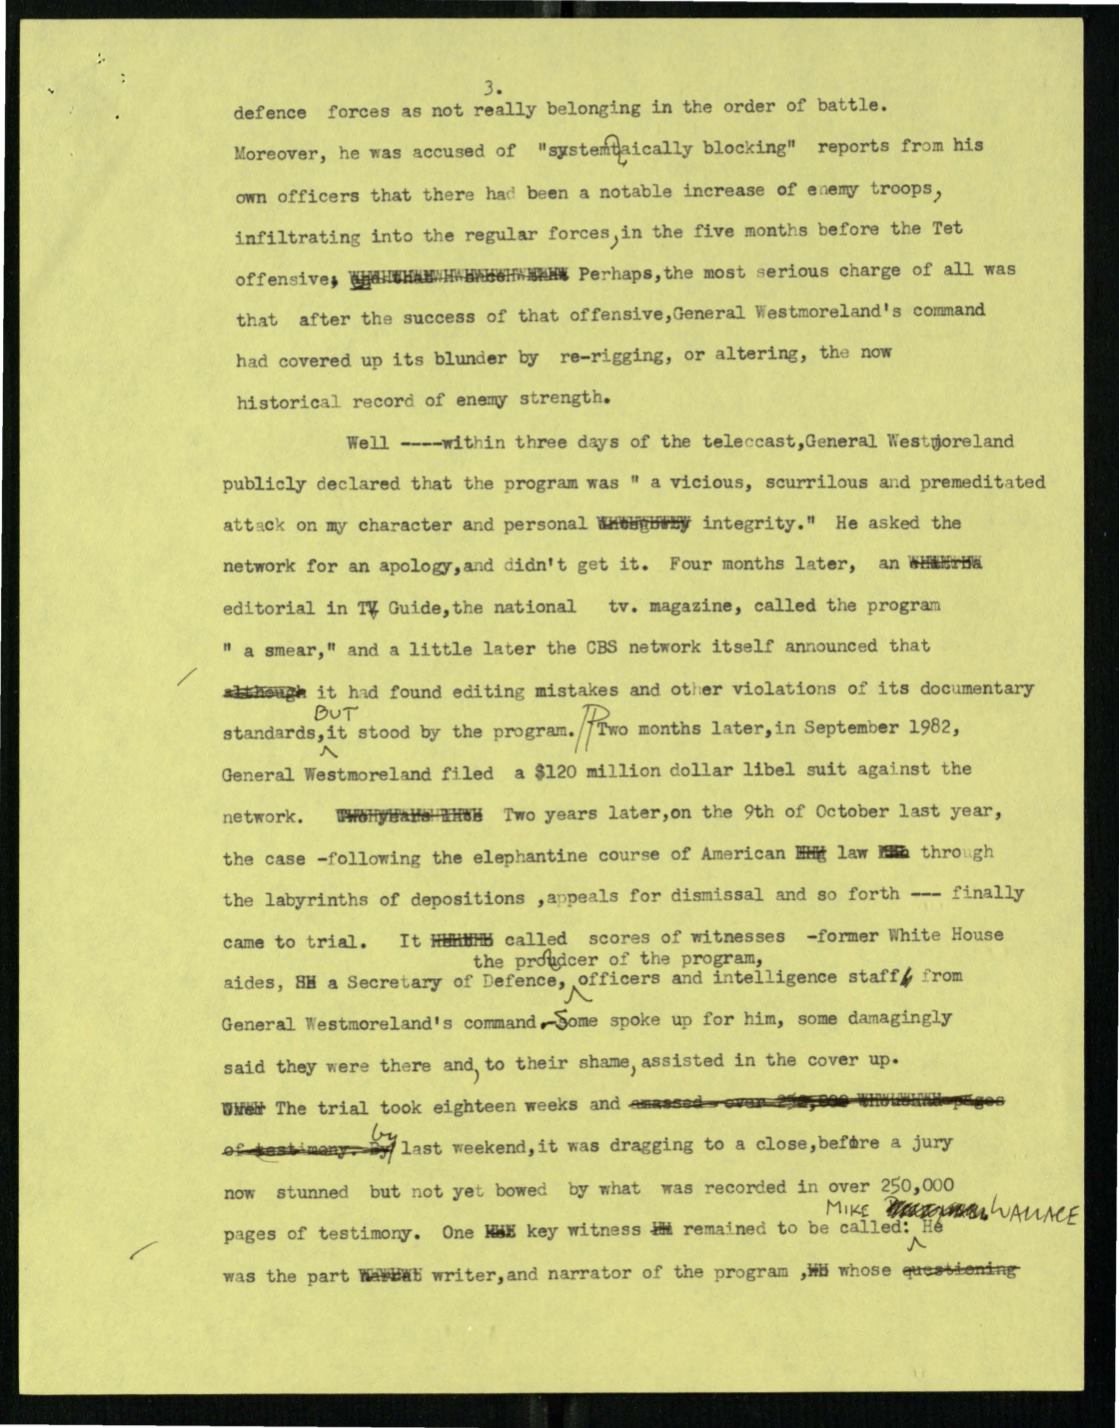 3.
defence forces as not really belonging in the order of battle.
Moreover, he was accused of "systemtaically blocking" reports from his
own officers that there had been a notable increase of enemy troops,
infiltrating into the regular forces, in the five months before the Tet
offensive; Perhaps,the most serious charge of all was
that after the success of that offensive,General Westmoreland's command
had covered up its blunder by re-rigging, or altering, the now
historical record of enemy strength.
Well ----within three days of the teleccast,General Westmoreland
publicly declared that the program was " a vicious, scurrilous and premeditated
attack on my character and personal integrity." He asked the
network for an apology,and didn't get it. Four months later, an
editorial in TV Guide,the national tv. magazine, called the program
" a smear," and a little later the CBS network itself announced that
although it had found editing mistakes and other violations of its documentary
BUT
standards,it stood by the program. Two months later,in September 1982,
General Westmoreland filed a $120 million dollar libel suit against the
network. Two years later,on the 9th of October last year,
the case -following the elephantine course of American law through
the labyrinths of depositions ,appeals for dismissal and so forth --- finally
came to trial. It called scores of witnesses -former White House
the proudcer of the program,
aides, a Secretary of Defence, officers and intelligence staff from
General Westmoreland's command. Some spoke up for him, some damagingly
said they were there and, to their shame, assisted in the cover up.
Over The trial took eighteen weeks and amassed over 250,000 pages
of testimony. By by last weekend,it was dragging to a close,before a jury
now stunned but not yet bowed by what was recorded in over 250,000
MIKE WALLACE
pages of testimony. One key witness remained to be called: He
was the part writer,and narrator of the program , whose questioning